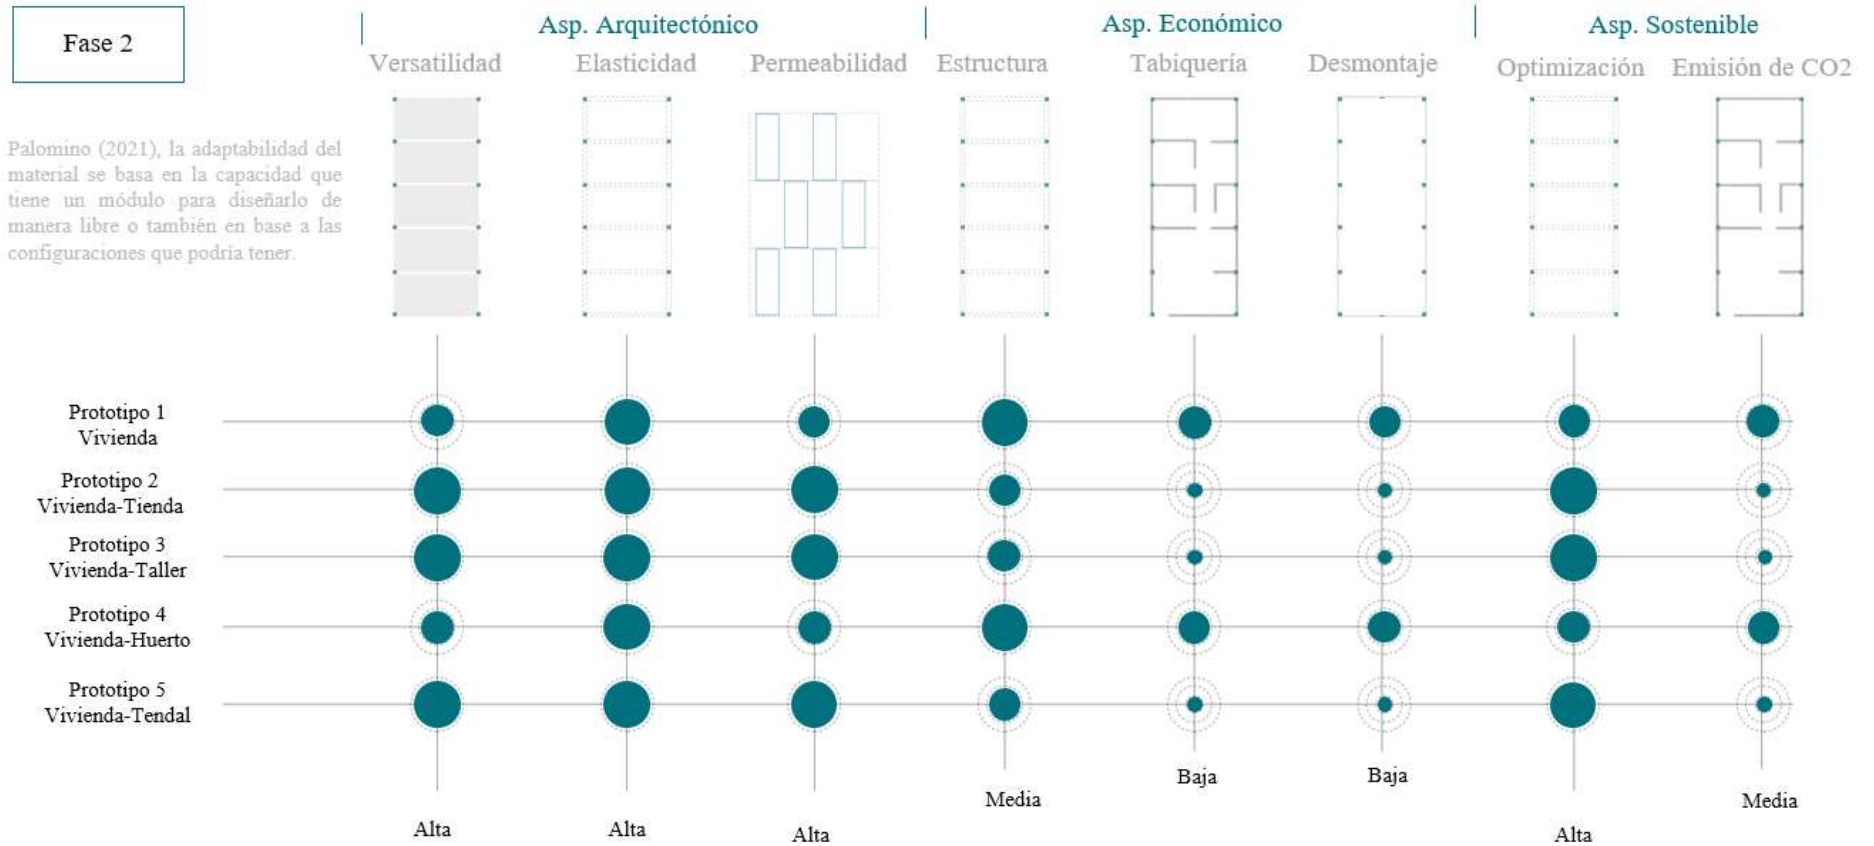 Fase 2
Asp. Arquitectónico
Asp. Económico
Asp. Sostenible
Versatilidad
Elasticidad
Permeabilidad
Estructura
Tabiquería
Desmontaje
Optimización
Emisión de CO2
Palomino (2021), la adaptabilidad del
material se basa en la capacidad que
tiene un módulo para diseñarlo de
manera libre o también en base a las
configuraciones que podría tener.
Prototipo 1
Vivienda
Prototipo 2
Vivienda-Tienda
Prototipo 3
Vivienda-Taller
Prototipo 4
Vivienda-Huerto
Prototipo 5
Vivienda-Tendal
Alta
Alta
Alta
Media
Baja
Baja
Alta
Media